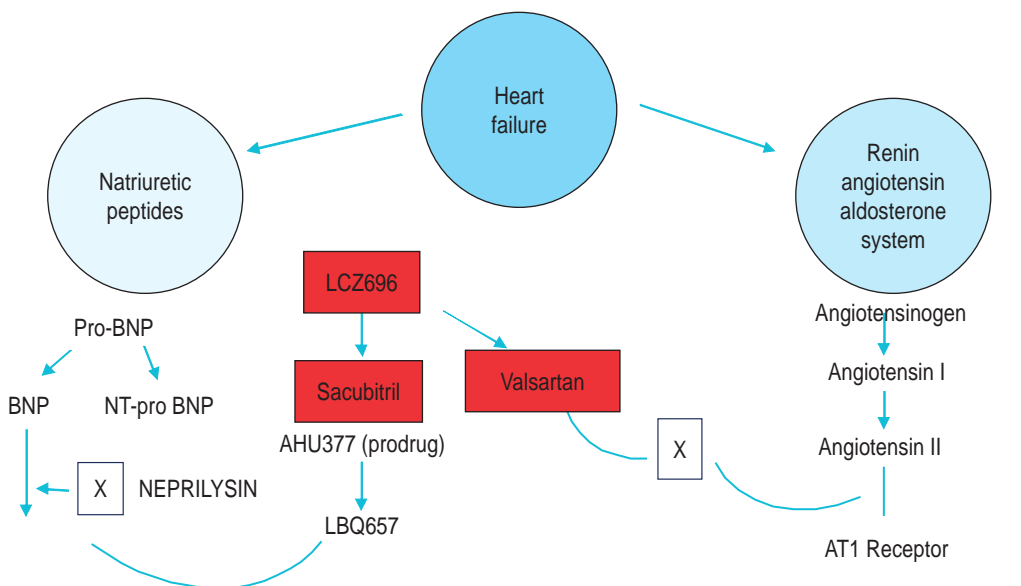 Heart
failure
Natriuretic
peptides
Renin
angiotensin
aldosterone
system
LCZ696
Pro-BNP
Angiotensinogen
Sacubitril
Valsartan
Angiotensin I
BNP
NT-pro BNP
AHU377 (prodrug)
X
Angiotensin II
X
NEPRILYSIN
LBQ657
AT1 Receptor